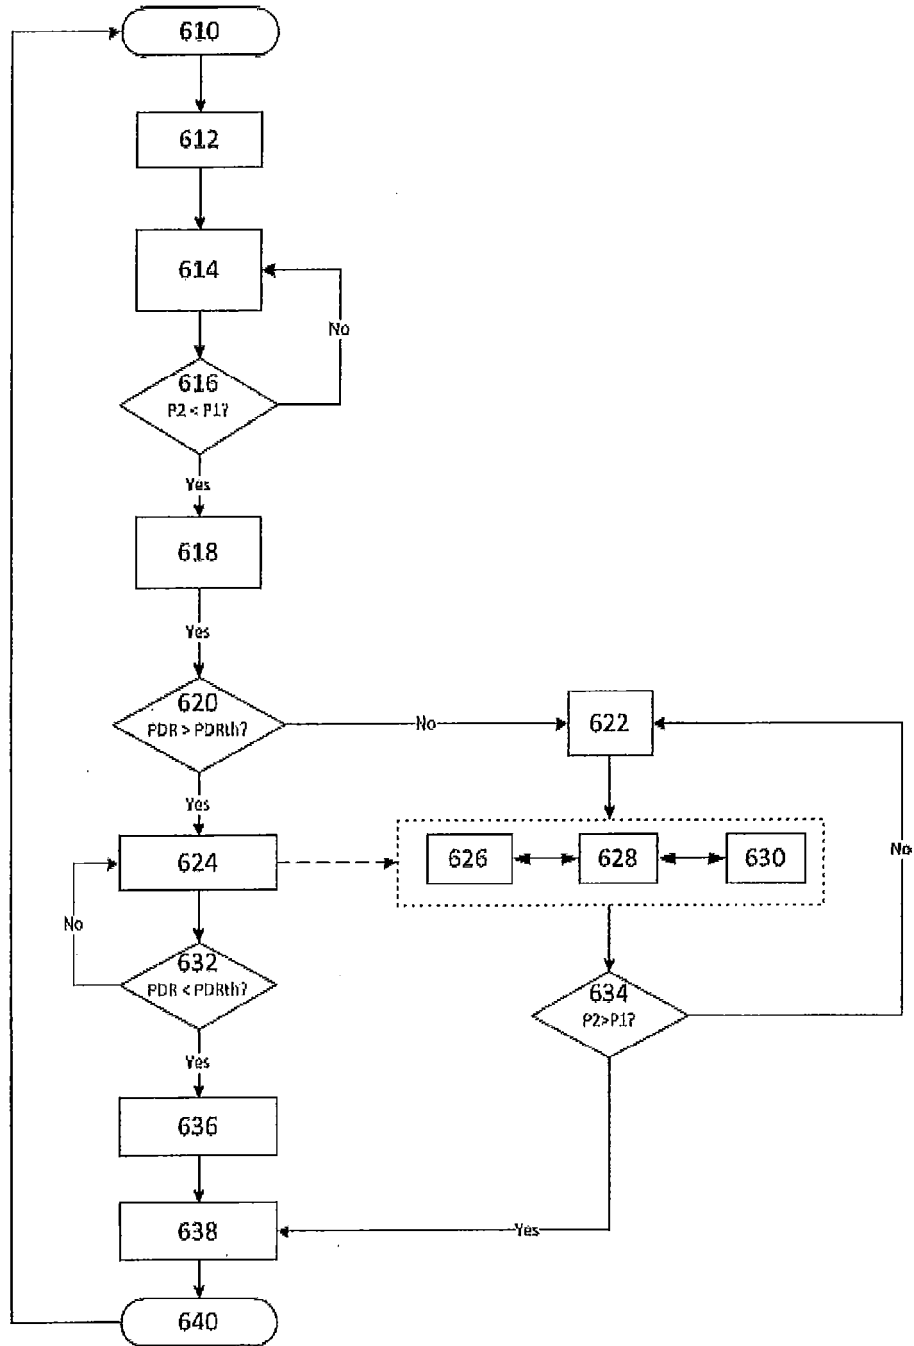 610
612
614
No
616
P2 < P1?
Yes
618
Yes
620
PDR > PDRth?
No
622
Yes
624
626
628
630
No
No
632
PDR < PDRth?
634
P2>P1?
Yes
636
638
Yes
640